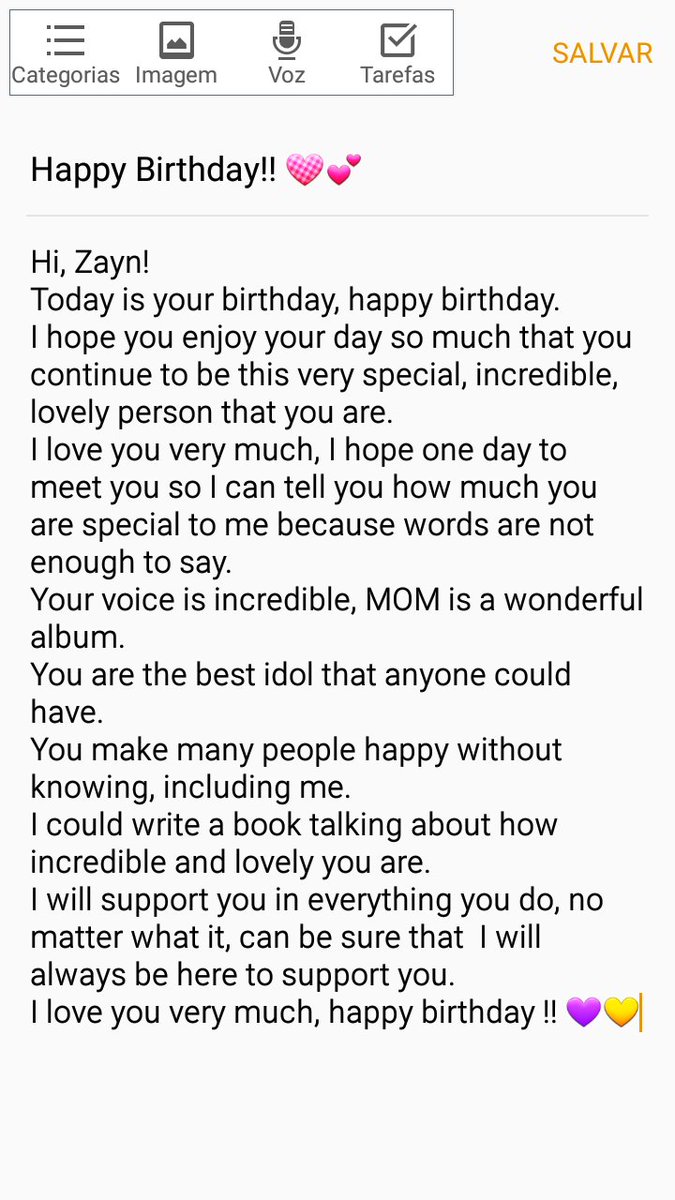 Categorias Imagem Voz Tarefas SALVAR
Happy Birthday!! 💟💕
Hi, Zayn!
Today is your birthday, happy birthday.
I hope you enjoy your day so much that you
continue to be this very special, incredible,
lovely person that you are.
I love you very much, I hope one day to
meet you so I can tell you how much you
are special to me because words are not
enough to say.
Your voice is incredible, MOM is a wonderful
album.
You are the best idol that anyone could
have.
You make many people happy without
knowing, including me.
I could write a book talking about how
incredible and lovely you are.
I will support you in everything you do, no
matter what it, can be sure that  I will
always be here to support you.
I love you very much, happy birthday !! 💜💛